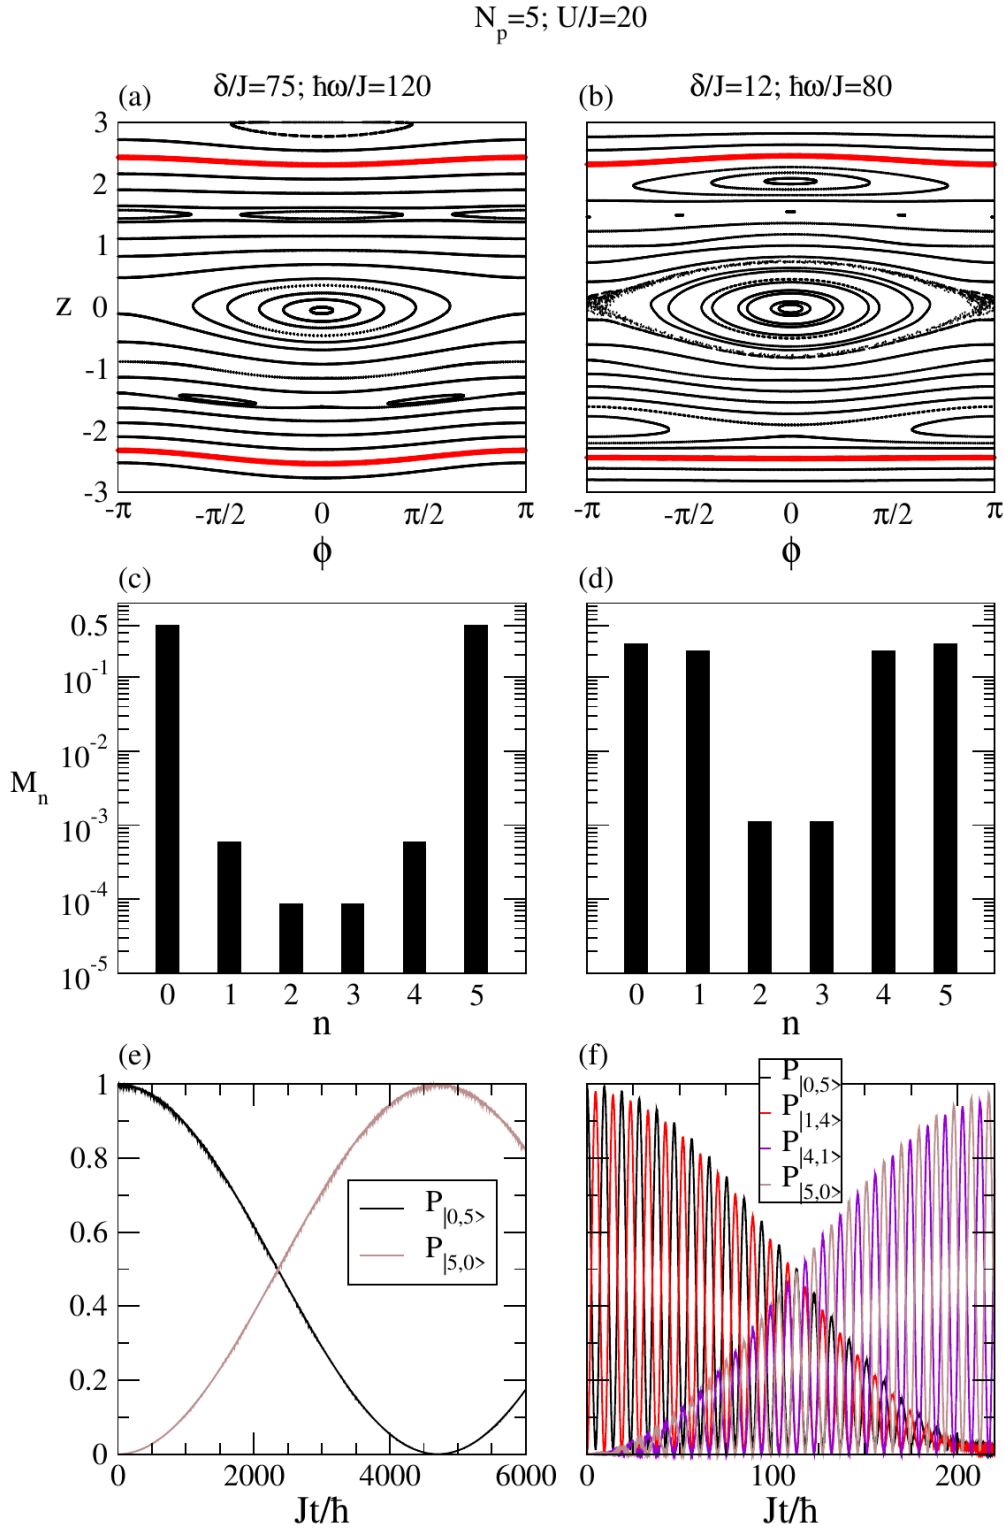 N_p=5; U/J=20
(a) δ/J=75; ħω/J=120
(b) δ/J=12; ħω/J=80
3
2
1
z 0
-1
-2
-3
-π -π/2 0 π/2 π
ϕ
-π -π/2 0 π/2 π
ϕ
(c)
(d)
0.5
10^-1
10^-2
M_n
10^-3
10^-4
10^-5
0 1 2 3 4 5
n
0 1 2 3 4 5
n
(e)
(f)
1
0.8
0.6
0.4
0.2
0
P_|0,5>
P_|5,0>
P_|0,5>
P_|1,4>
P_|4,1>
P_|5,0>
0 2000 4000 6000
Jt/ħ
0 100 200
Jt/ħ